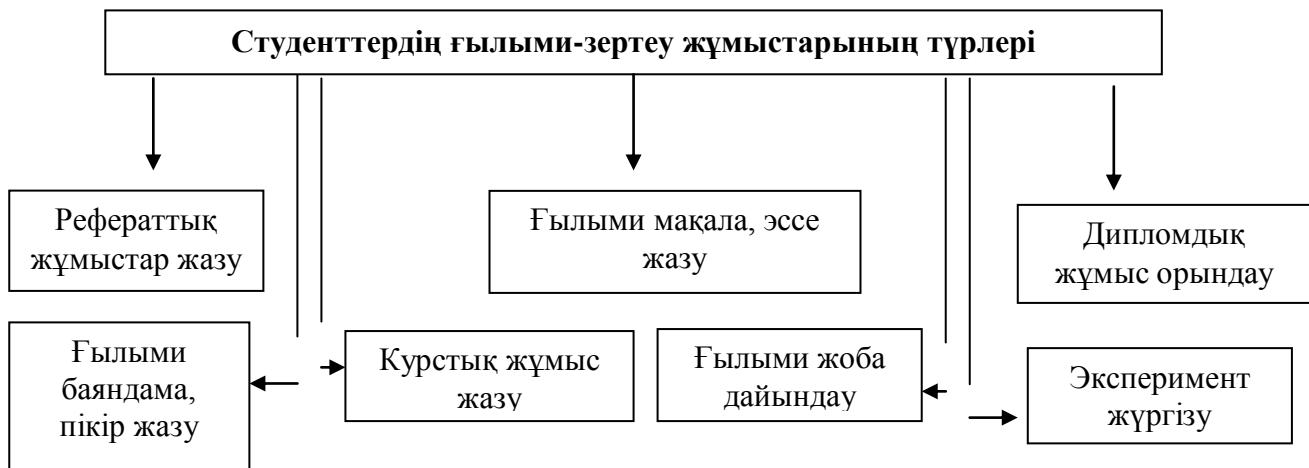 Студенттердің ғылыми-зертеу жұмыстарының түрлері
Рефераттық
жұмыстар жазу
Ғылыми мақала, эссе
жазу
Дипломдық
жұмыс орындау
Ғылыми
баяндама,
пікір жазу
Курстық жұмыс
жазу
Ғылыми жоба
дайындау
Эксперимент
жүргізу